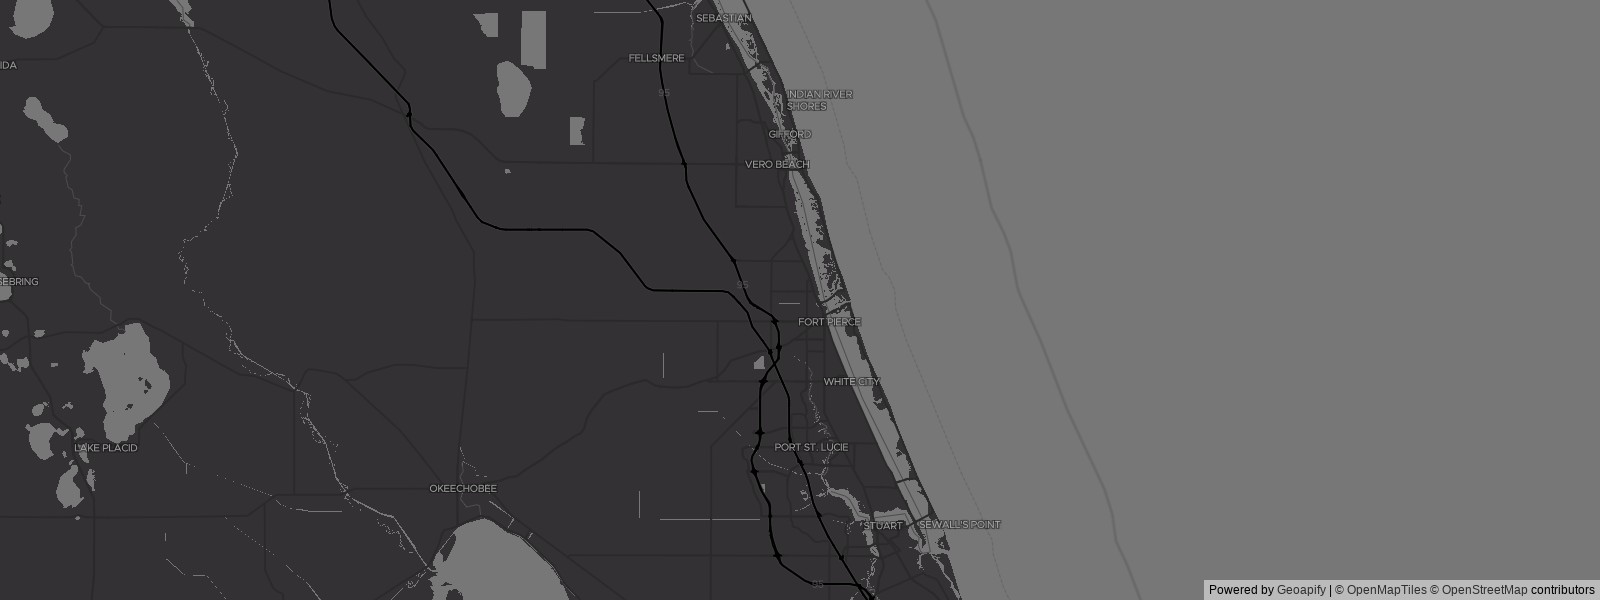 SEBASTIAN
FELLSMERE
IDA
95
INDIAN RIVER
SHORES
GIFFORD
VERO BEACH
SEBRING
95
FORT PIERCE
WHITE CITY
LAKE PLACID
PORT ST. LUCIE
OKEECHOBEE
STUART
SEWALL'S POINT
95
Powered by Geoapify | © OpenMapTiles © OpenStreetMap contributors